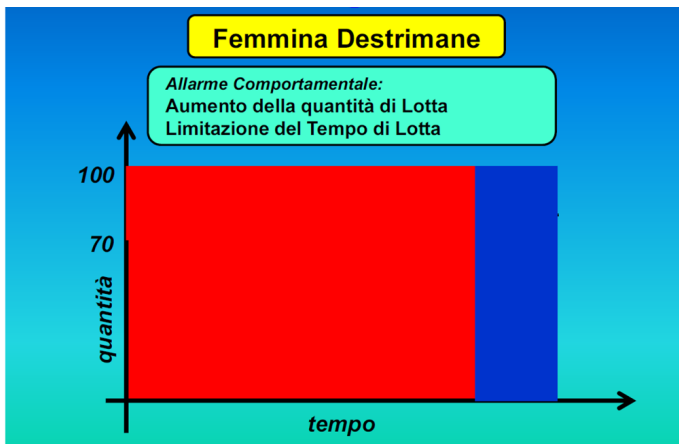 Femmina Destrimane
Allarme Comportamentale:
Aumento della quantità di Lotta
Limitazione del Tempo di Lotta
100
70
quantità
tempo